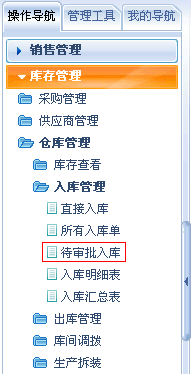 操作导航 管理工具 我的导航
销售管理
库存管理
采购管理
供应商管理
仓库管理
库存查看
入库管理
直接入库
所有入库单
待审批入库
入库明细表
入库汇总表
出库管理
库间调拨
生产拆装